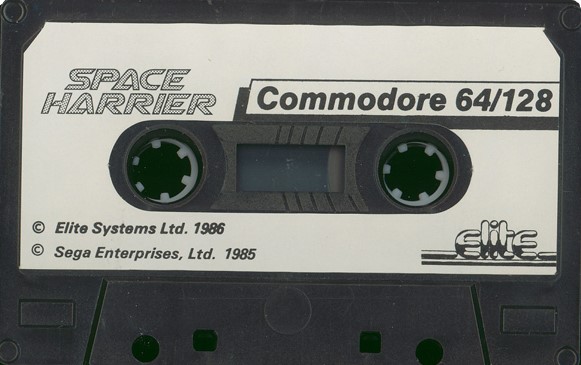 SPACE
HARRIER
Commodore 64/128
© Elite Systems Ltd. 1986
© Sega Enterprises, Ltd. 1985
elite